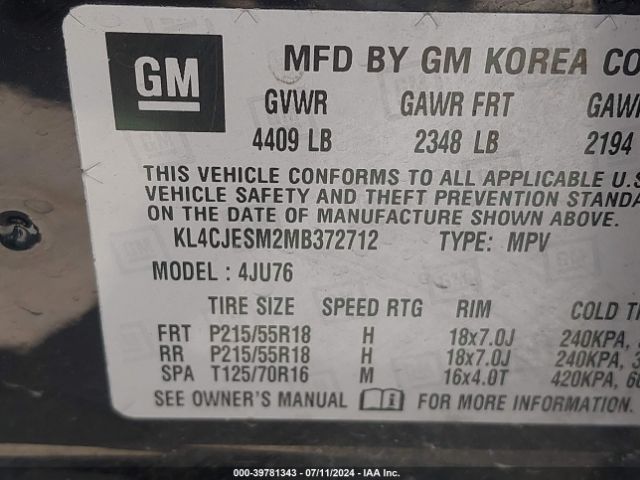 GM MFD BY GM KOREA CO
GVWR GAWR FRT GAWR
4409 LB 2348 LB 2194
THIS VEHICLE CONFORMS TO ALL APPLICABLE U.S
VEHICLE SAFETY AND THEFT PREVENTION STANDA
ON THE DATE OF MANUFACTURE SHOWN ABOVE.
KL4CJESM2MB372712 TYPE: MPV
MODEL : 4JU76
TIRE SIZE SPEED RTG RIM COLD T
FRT P215/55R18 H 18x7.0J 240KPA,
RR P215/55R18 H 18x7.0J 240KPA, 3
SPA T125/70R16 M 16x4.0T 420KPA, 6
SEE OWNER'S MANUAL i FOR MORE INFORMATION.
000-39781343 - 07/11/2024 - IAA Inc.